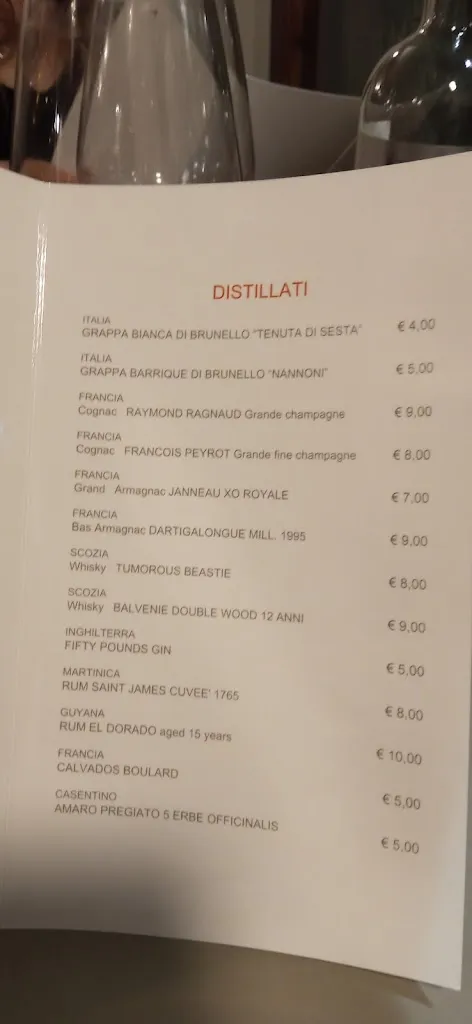 DISTILLATI
ITALIA
GRAPPA BIANCA DI BRUNELLO "TENUTA DI SESTA" € 4,00
ITALIA
GRAPPA BARRIQUE DI BRUNELLO "NANNONI" € 5,00
FRANCIA
Cognac RAYMOND RAGNAUD Grande champagne € 9,00
FRANCIA
Cognac FRANCOIS PEYROT Grande fine champagne € 8,00
FRANCIA
Grand Armagnac JANNEAU XO ROYALE € 7,00
FRANCIA
Bas Armagnac DARTIGALONGUE MILL. 1995 € 9,00
SCOZIA
Whisky TUMOROUS BEASTIE € 8,00
SCOZIA
Whisky BALVENIE DOUBLE WOOD 12 ANNI € 9,00
INGHILTERRA
FIFTY POUNDS GIN € 5,00
MARTINICA
RUM SAINT JAMES CUVEE' 1765 € 8,00
GUYANA
RUM EL DORADO aged 15 years € 10,00
FRANCIA
CALVADOS BOULARD € 5,00
CASENTINO
AMARO PREGIATO 5 ERBE OFFICINALIS € 5,00